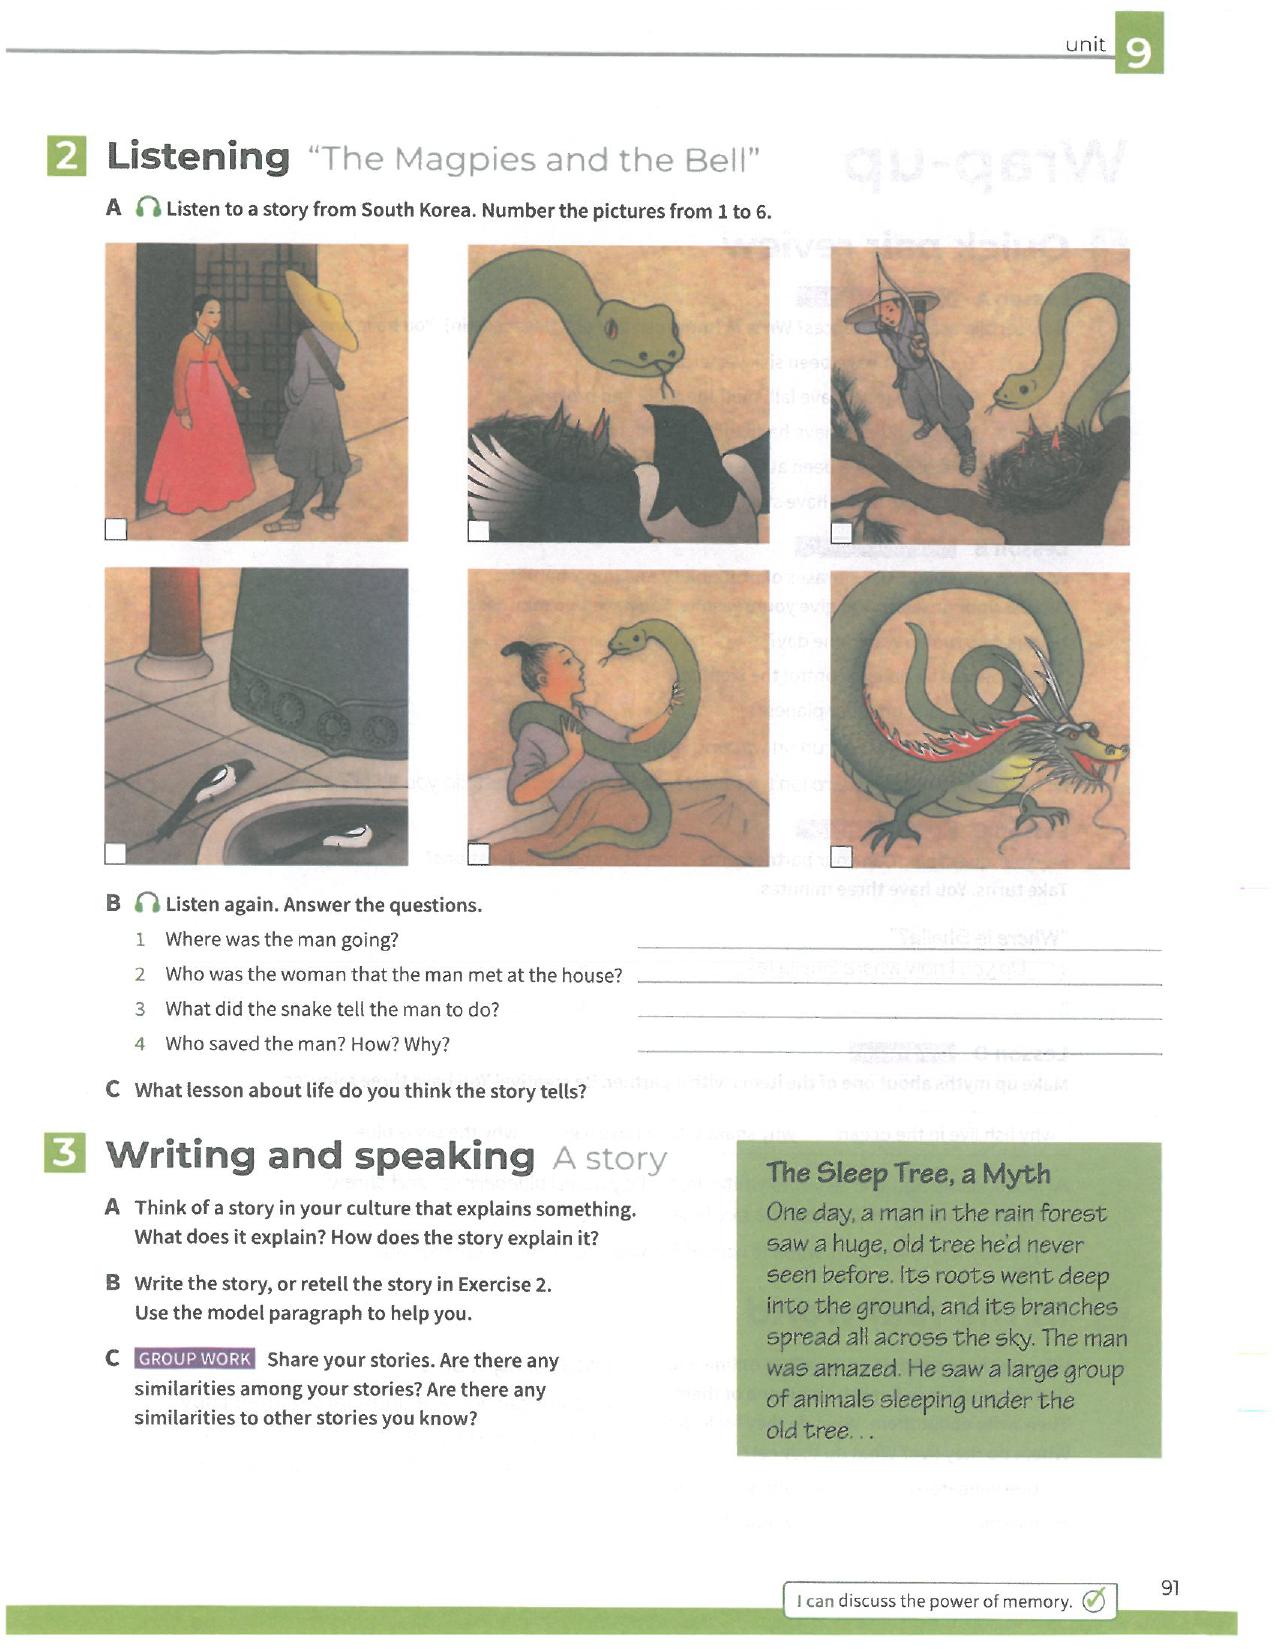 unit 9
2 Listening "The Magpies and the Bell"
A Listen to a story from South Korea. Number the pictures from 1 to 6.
B Listen again. Answer the questions.
1 Where was the man going?
2 Who was the woman that the man met at the house?
3 What did the snake tell the man to do?
4 Who saved the man? How? Why?
C What lesson about life do you think the story tells?
3 Writing and speaking A story
A Think of a story in your culture that explains something.
What does it explain? How does the story explain it?
B Write the story, or retell the story in Exercise 2.
Use the model paragraph to help you.
C GROUP WORK Share your stories. Are there any
similarities among your stories? Are there any
similarities to other stories you know?
The Sleep Tree, a Myth
One day, a man in the rain forest
saw a huge, old tree he'd never
seen before. Its roots went deep
into the ground, and its branches
spread all across the sky. The man
was amazed. He saw a large group
of animals sleeping under the
old tree...
I can discuss the power of memory.
91